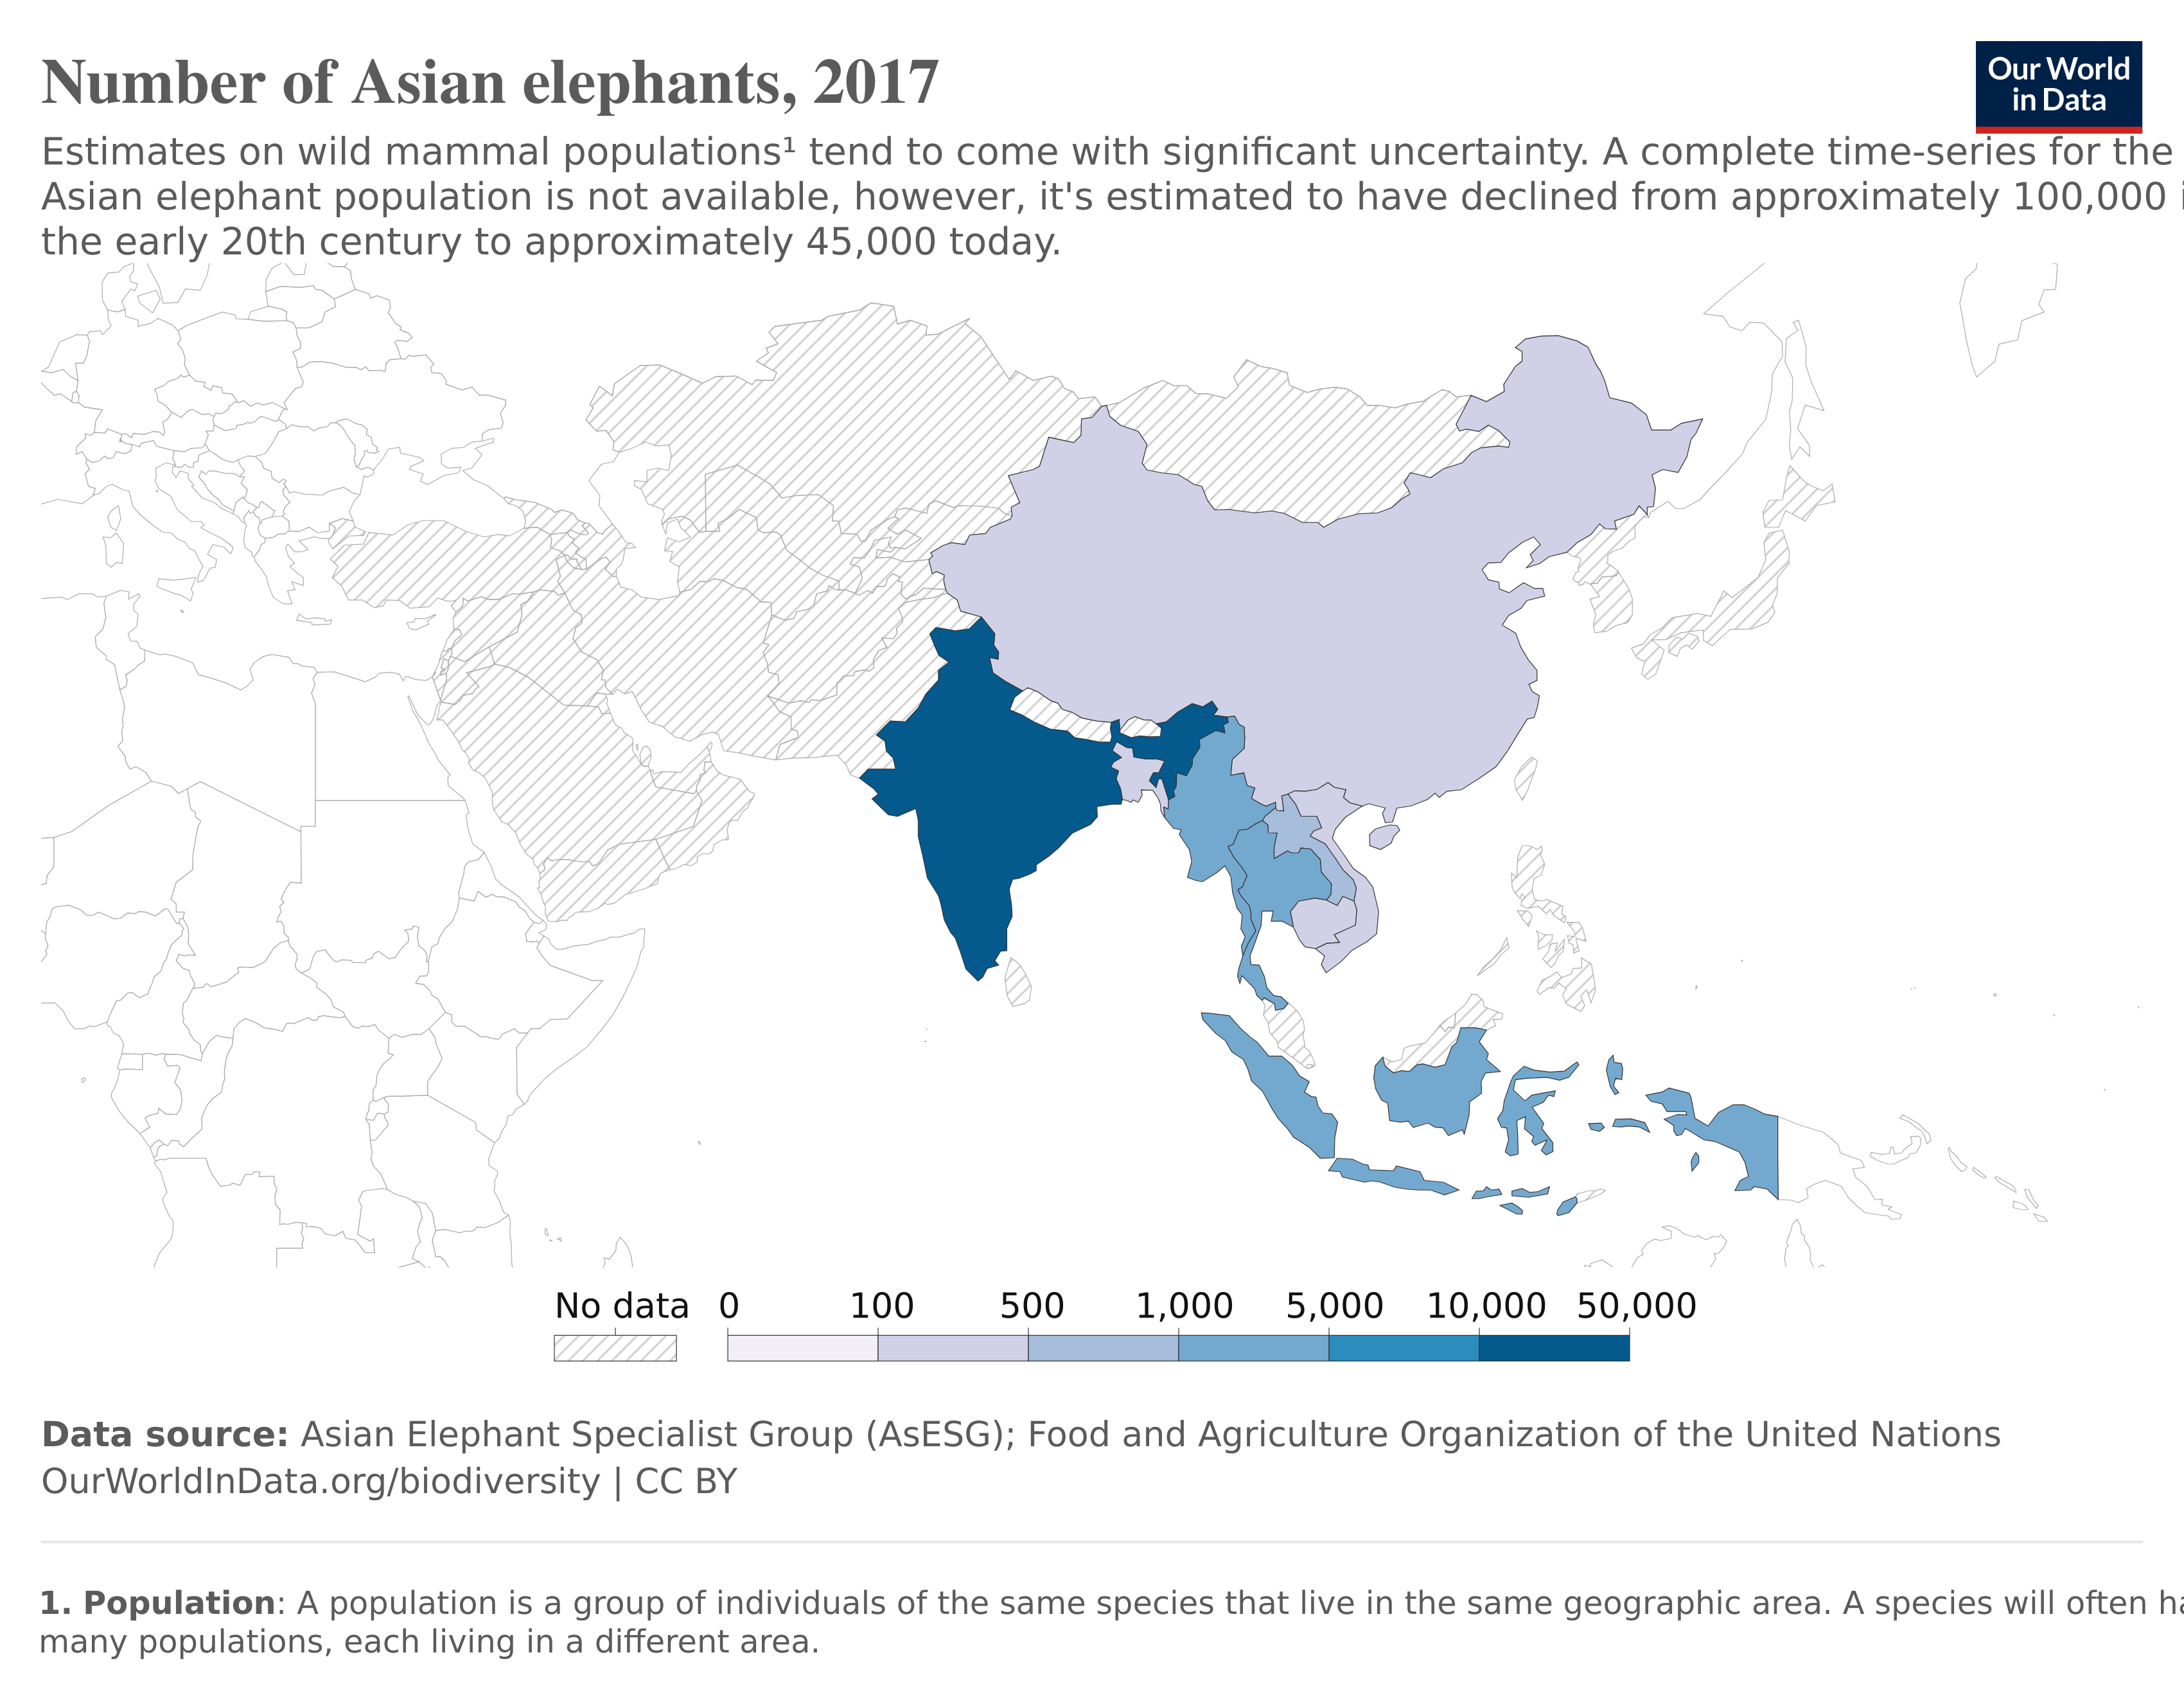 Number of Asian elephants, 2017
Our World
in Data
Estimates on wild mammal populations¹ tend to come with significant uncertainty. A complete time-series for the
Asian elephant population is not available, however, it's estimated to have declined from approximately 100,000
the early 20th century to approximately 45,000 today.
No data 0 100 500 1,000 5,000 10,000 50,000
Data source: Asian Elephant Specialist Group (AsESG); Food and Agriculture Organization of the United Nations
OurWorldInData.org/biodiversity | CC BY
1. Population: A population is a group of individuals of the same species that live in the same geographic area. A species will often
many populations, each living in a different area.